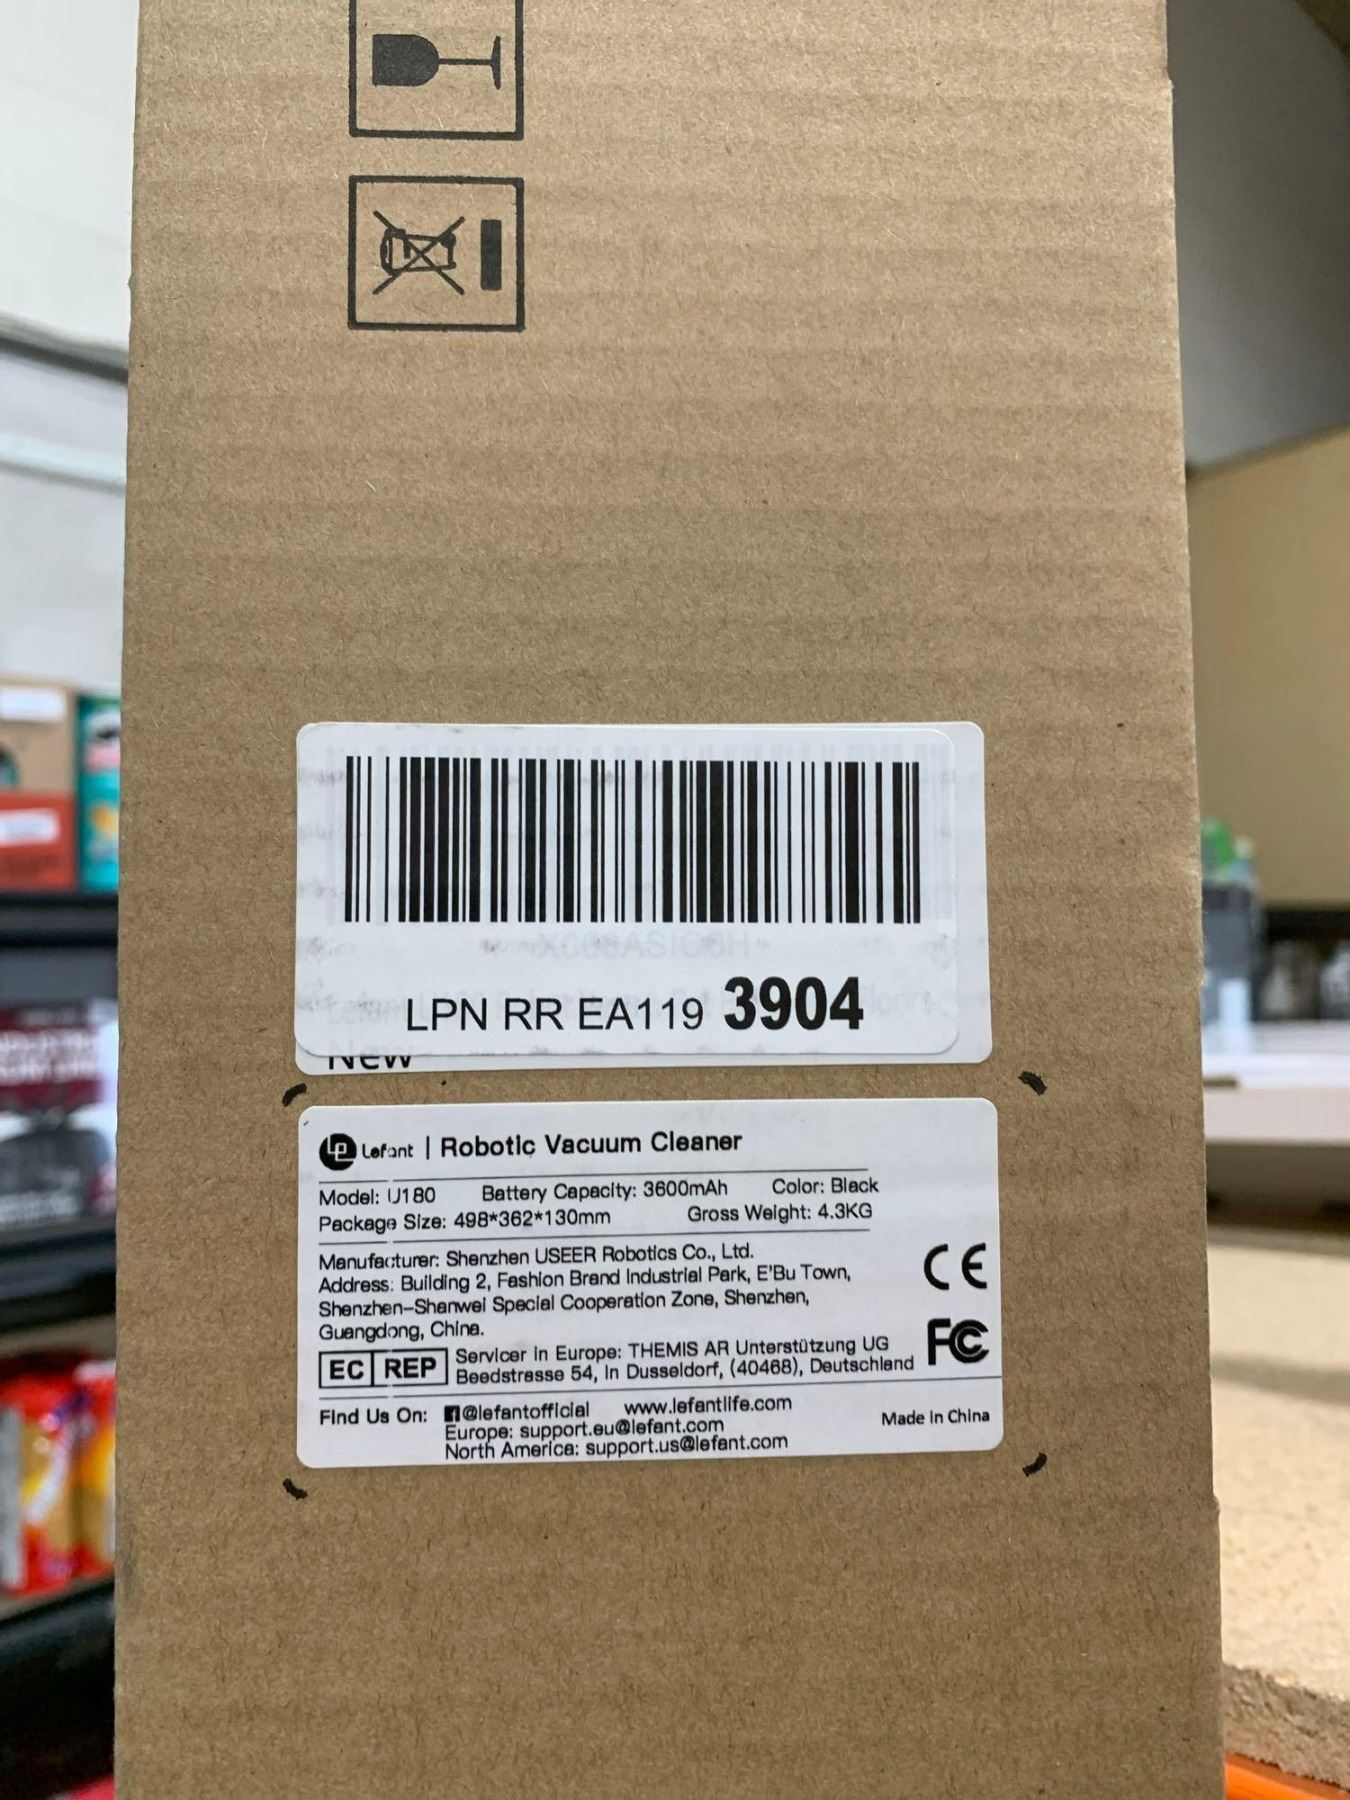 LPN RR EA119 3904
New
Lefant | Robotic Vacuum Cleaner
Model: U180 Battery Capacity: 3600mAh Color: Black
Package Size: 498*362*130mm Gross Weight: 4.3KG
Manufacturer: Shenzhen USEER Robotics Co., Ltd.
Address: Building 2, Fashion Brand Industrial Park, E'Bu Town,
Shenzhen-Shanwei Special Cooperation Zone, Shenzhen,
Guangdong, China.
CE
FC
EC REP
Servicer in Europe: THEMIS AR Unterstützung UG
Beedstrasse 54, in Dusseldorf, (40468), Deutschland
Find Us On: @lefantofficial www.lefantlife.com
Europe: support.eu@lefant.com
North America: support.us@lefant.com
Made in China